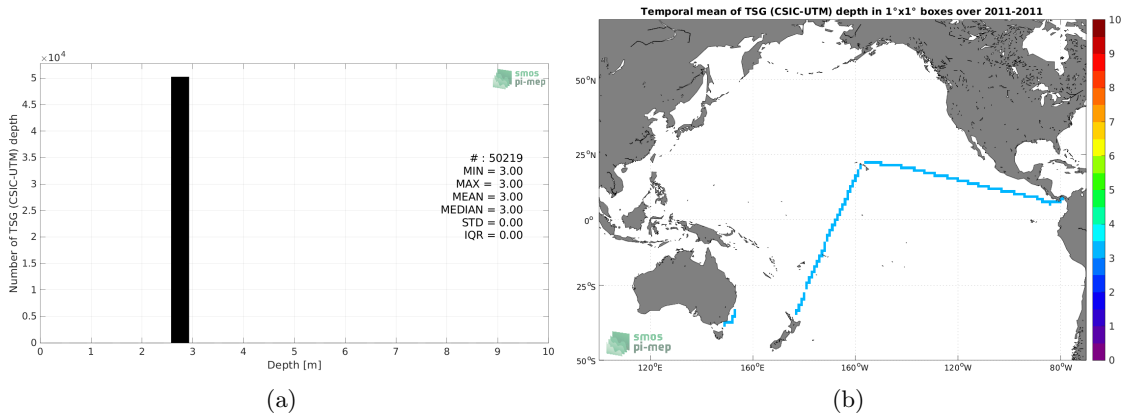 ×10⁴
5
4.5
4
3.5
3
2.5
2
1.5
1
0.5
0
Number of TSG (CSIC-UTM) depth
smos
pi-mep
# : 50219
MIN = 3.00
MAX = 3.00
MEAN = 3.00
MEDIAN = 3.00
STD = 0.00
IQR = 0.00
0 1 2 3 4 5 6 7 8 9 10
Depth [m]
(a)
Temporal mean of TSG (CSIC-UTM) depth in 1°x1° boxes over 2011-2011
50°N
25°N
0°
25°S
50°S
smos
pi-mep
120°E 160°E 160°W 120°W 80°W
10
9
8
7
6
5
4
3
2
1
0
(b)